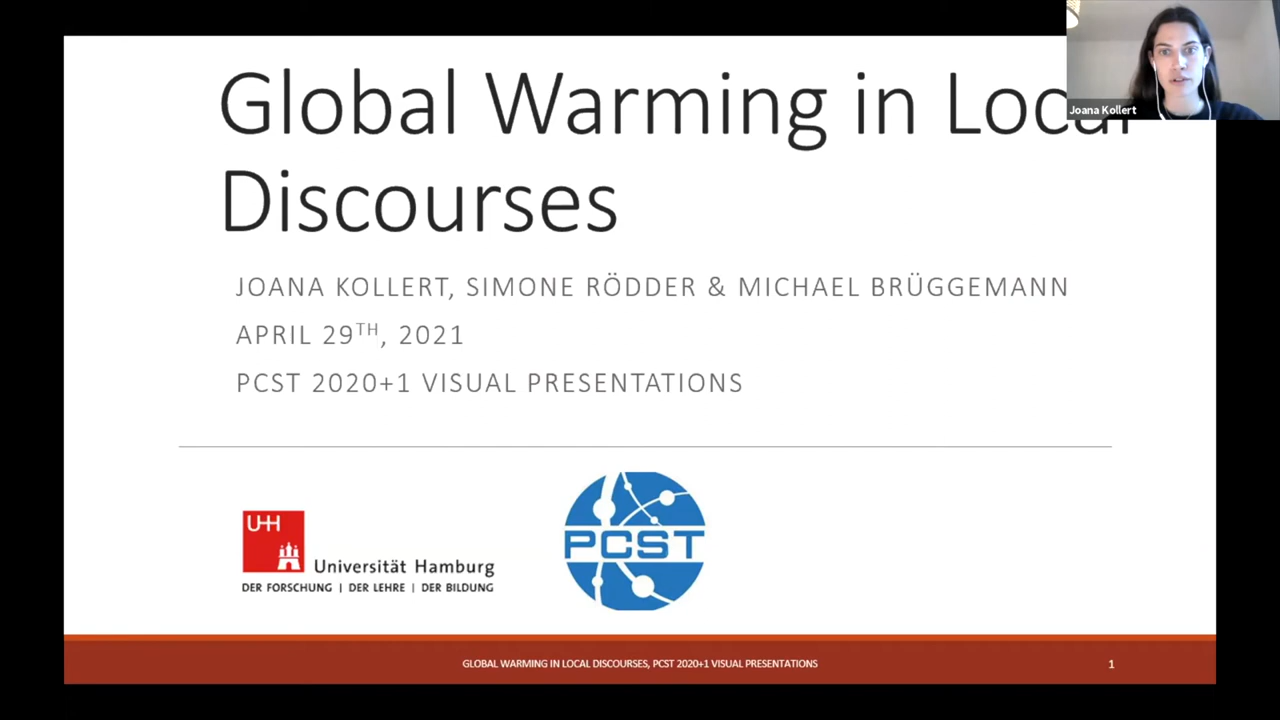 Global Warming in Local
Discourses
Joana Kollert
JOANA KOLLERT, SIMONE RÖDDER & MICHAEL BRÜGGEMANN
APRIL 29TH, 2021
PCST 2020+1 VISUAL PRESENTATIONS
UHH
Universität Hamburg
DER FORSCHUNG | DER LEHRE | DER BILDUNG
PCST
GLOBAL WARMING IN LOCAL DISCOURSES, PCST 2020+1 VISUAL PRESENTATIONS
1